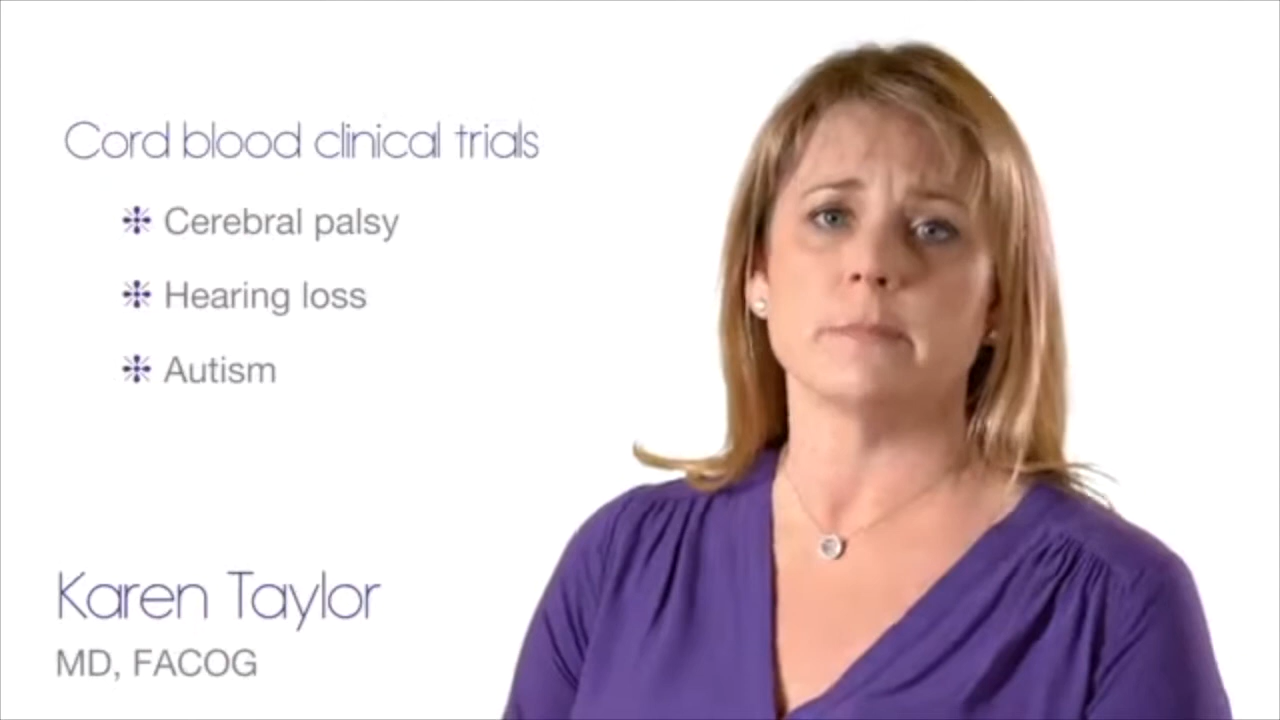 Cord blood clinical trials
Cerebral palsy
Hearing loss
Autism
Karen Taylor
MD, FACOG